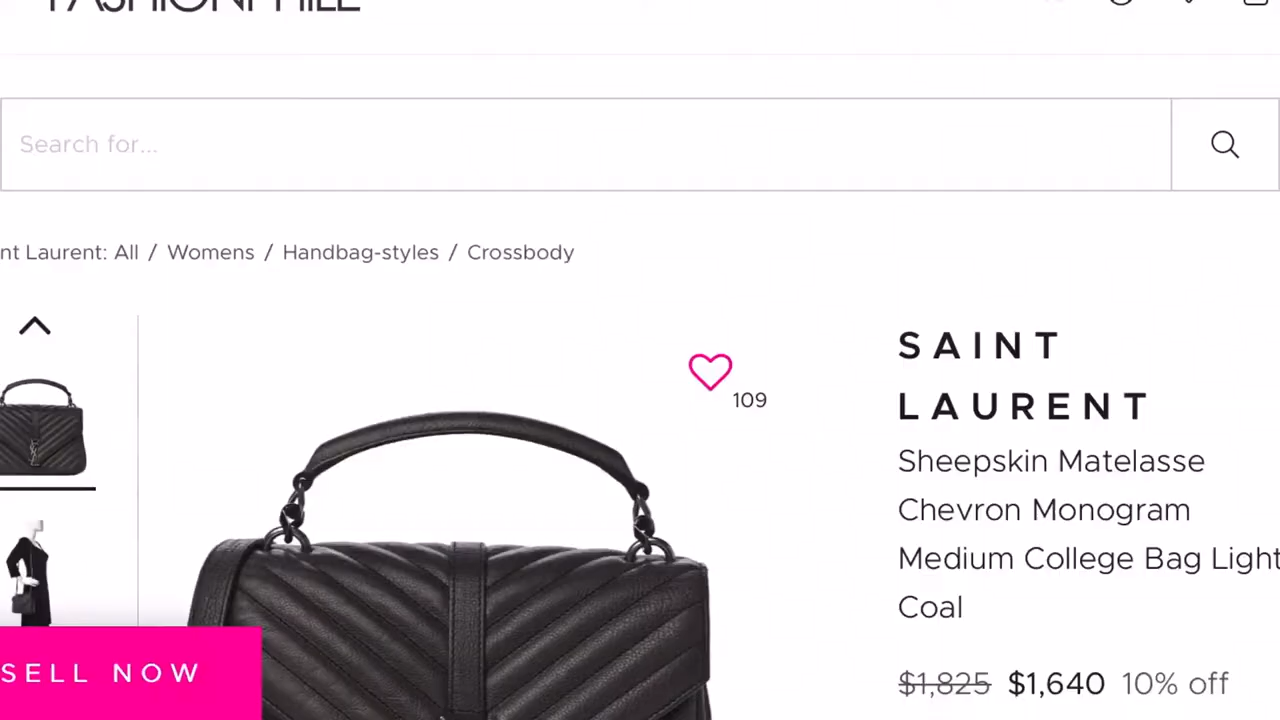 FASHIONPHILE
Search for...
nt Laurent: All / Womens / Handbag-styles / Crossbody
109
SAINT
LAURENT
Sheepskin Matelasse
Chevron Monogram
Medium College Bag Light
Coal
SELL NOW
$1,825 $1,640 10% off